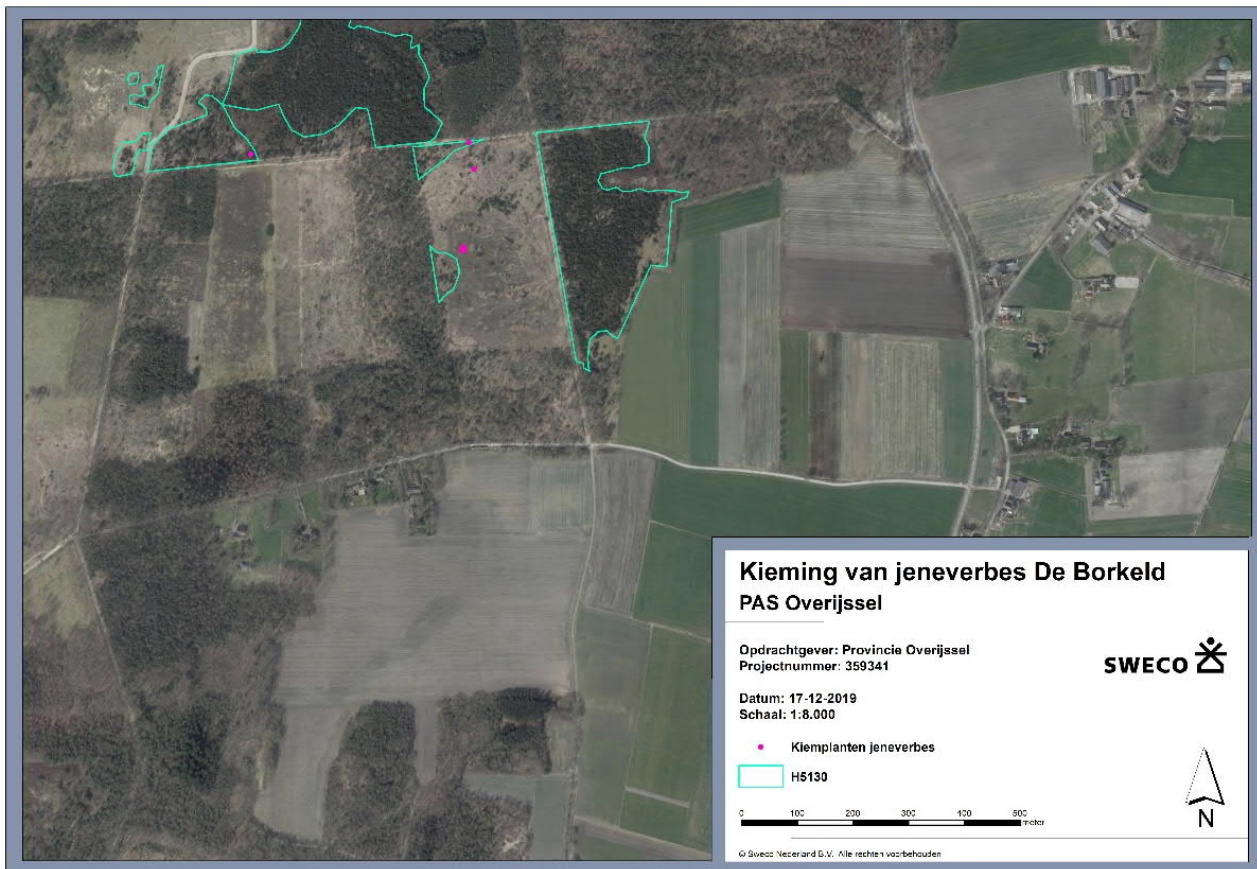 Kieming van jeneverbes De Borkeld
PAS Overijssel
Opdrachtgever: Provincie Overijssel
Projectnummer: 359341
SWECO
Datum: 17-12-2019
Schaal: 1:8.000
Kiemplanten jeneverbes
H5130
0 100 200 300 400 500
meter
N
© Sweco Nederland B.V. Alle rechten voorbehouden